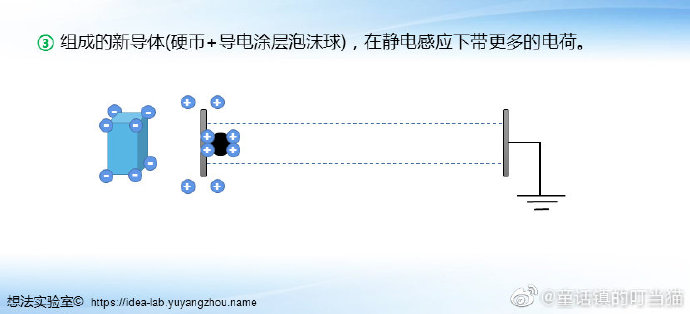 ③ 组成的新导体(硬币+导电涂层泡沫球)，在静电感应下带更多的电荷。
想法实验室© https://idea-lab.yuyangzhou.name
@童话镇的叮当猫